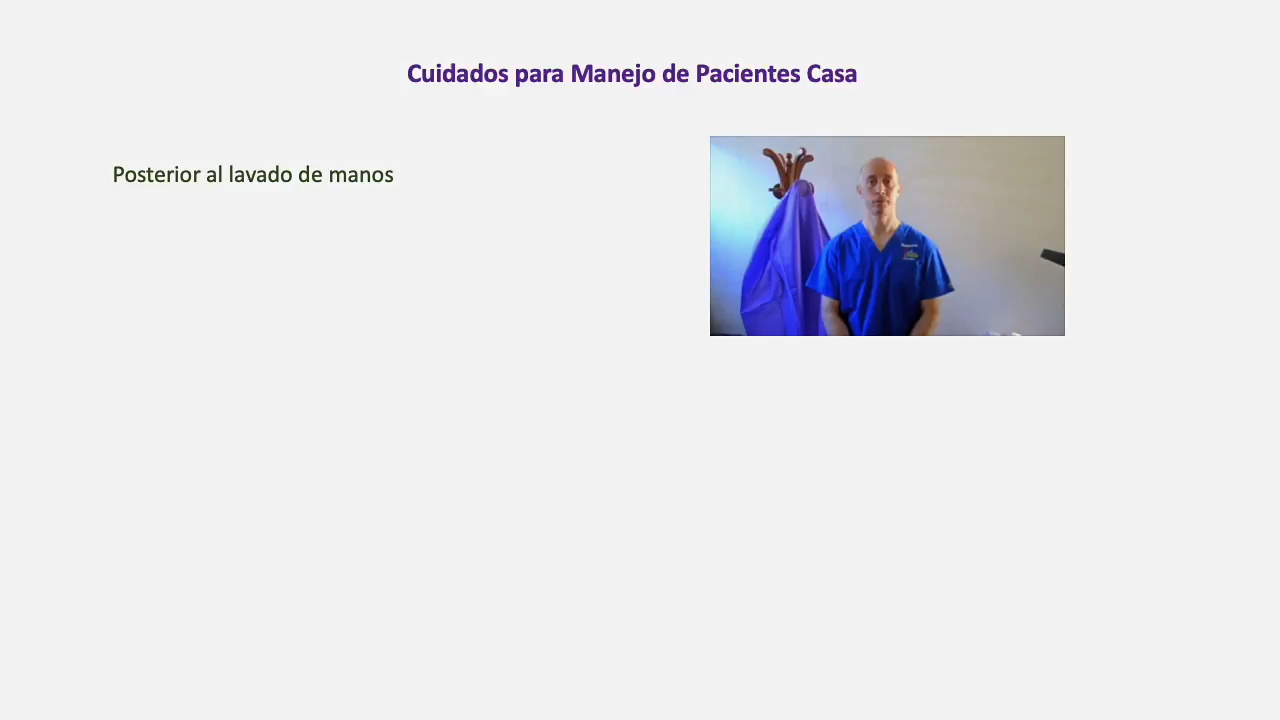 Cuidados para Manejo de Pacientes Casa
Posterior al lavado de manos